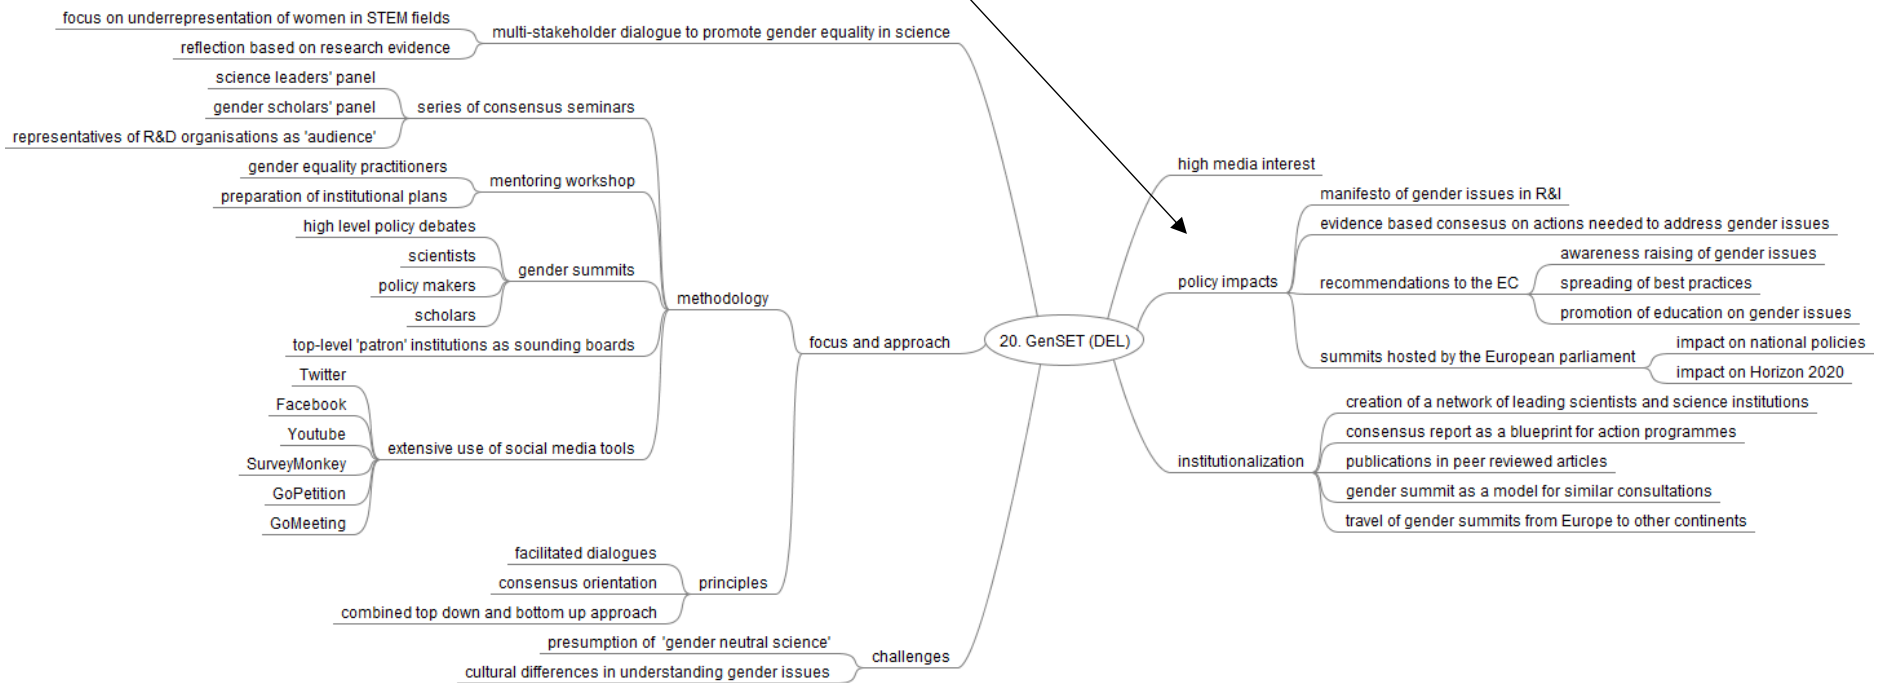 focus on underrepresentation of women in STEM fields
reflection based on research evidence
multi-stakeholder dialogue to promote gender equality in science
science leaders' panel
gender scholars' panel
representatives of R&D organisations as 'audience'
series of consensus seminars
gender equality practitioners
preparation of institutional plans
mentoring workshop
high level policy debates
scientists
policy makers
scholars
gender summits
top-level 'patron' institutions as sounding boards
Twitter
Facebook
Youtube
SurveyMonkey
GoPetition
GoMeeting
extensive use of social media tools
methodology
facilitated dialogues
consensus orientation
combined top down and bottom up approach
principles
focus and approach
presumption of 'gender neutral science'
cultural differences in understanding gender issues
challenges
20. GenSET (DEL)
high media interest
policy impacts
manifesto of gender issues in R&I
evidence based consesus on actions needed to address gender issues
recommendations to the EC
awareness raising of gender issues
spreading of best practices
promotion of education on gender issues
summits hosted by the European parliament
impact on national policies
impact on Horizon 2020
institutionalization
creation of a network of leading scientists and science institutions
consensus report as a blueprint for action programmes
publications in peer reviewed articles
gender summit as a model for similar consultations
travel of gender summits from Europe to other continents